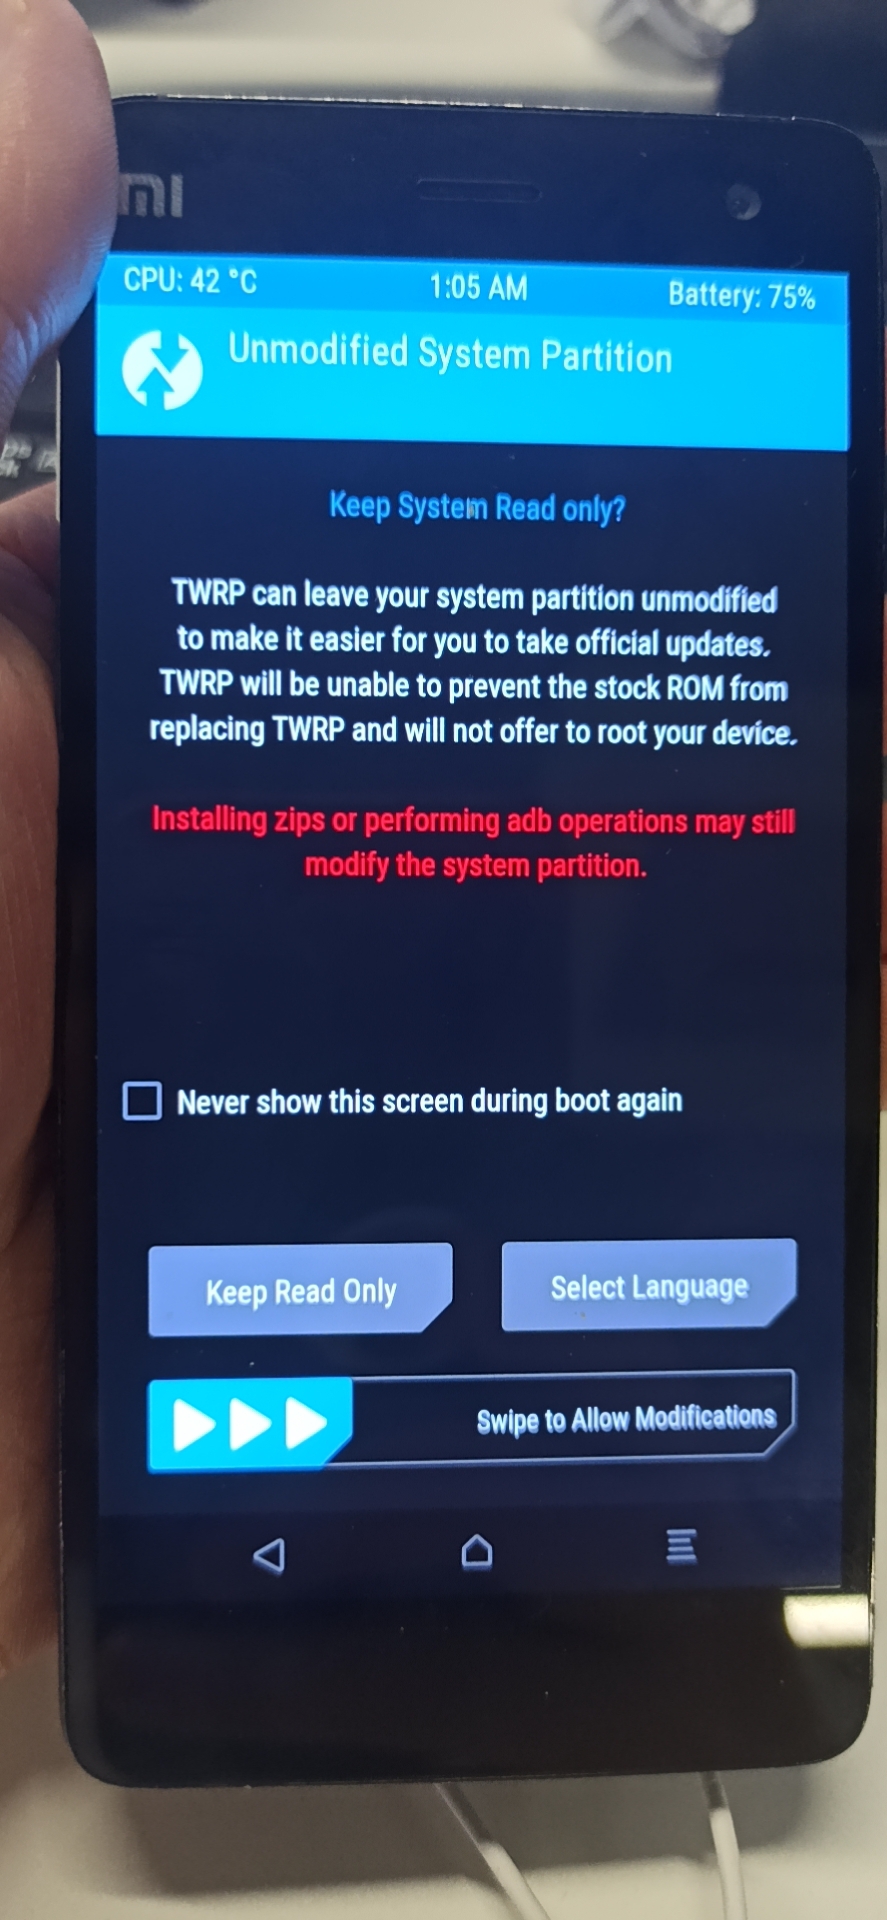 MI
CPU: 42 °C 1:05 AM Battery: 75%
Unmodified System Partition
Keep System Read only?
TWRP can leave your system partition unmodified
to make it easier for you to take official updates.
TWRP will be unable to prevent the stock ROM from
replacing TWRP and will not offer to root your device.
Installing zips or performing adb operations may still
modify the system partition.
Never show this screen during boot again
Keep Read Only
Select Language
Swipe to Allow Modifications